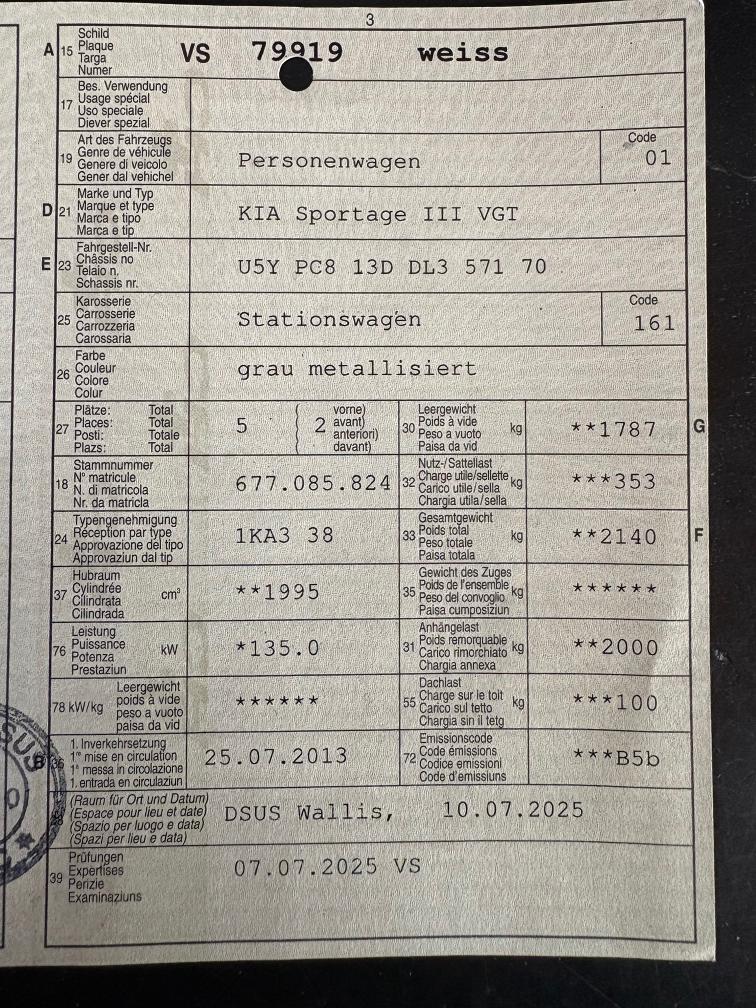 3
A 15 Schild
Plaque
Targa
Numer
VS 79919 weiss
17 Bes. Verwendung
Usage spécial
Uso speciale
Diever spezial
19 Art des Fahrzeugs
Genre de véhicule
Genere di veicolo
Gener dal vehichel
Personenwagen
Code
01
D 21 Marke und Typ
Marque et type
Marca e tipo
Marca e tip
KIA Sportage III VGT
E 23 Fahrgestell-Nr.
Châssis no
Telaio n.
Schassis nr.
U5Y PC8 13D DL3 571 70
25 Karosserie
Carrosserie
Carrozzeria
Carossaria
Stationswagen
Code
161
26 Farbe
Couleur
Colore
Colur
grau metallisiert
27 Plätze: Total
Places: Total
Posti: Totale
Plazs: Total
5
( vorne)
( 2 avant)
( anteriori)
( davant)
30 Leergewicht
Poids à vide
Peso a vuoto
Paisa da vid
kg
**1787
G
18 Stammnummer
N° matricule
N. di matricola
Nr. da matricla
677.085.824
32 Nutz-/Sattellast
Charge utile/sellette
Carico utile/sella
Chargia utila/sella
kg
***353
24 Typengenehmigung
Réception par type
Approvazione del tipo
Approvaziun dal tip
1KA3 38
33 Gesamtgewicht
Poids total
Peso totale
Paisa totala
kg
**2140
F
37 Hubraum
Cylindrée
Cilindrata
Cilindrada
cm³
**1995
35 Gewicht des Zuges
Poids de l'ensemble
Peso del convoglio
Paisa cumposiziun
kg
******
76 Leistung
Puissance
Potenza
Prestaziun
kW
*135.0
31 Anhängelast
Poids remorquable
Carico rimorchiato
Chargia annexa
kg
**2000
78 kW/kg Leergewicht
poids à vide
peso a vuoto
paisa da vid
******
55 Dachlast
Charge sur le toit
Carico sul tetto
Chargia sin il tetg
kg
***100
B 36 1. Inverkehrsetzung
1re mise en circulation
1a messa in circolazione
1. entrada en circulaziun
25.07.2013
72 Emissionscode
Code émissions
Codice emissioni
Code d'emissiuns
***B5b
(Raum für Ort und Datum)
(Espace pour lieu et date)
(Spazio per luogo e data)
(Spazi per lieu e data)
DSUS Wallis, 10.07.2025
39 Prüfungen
Expertises
Perizie
Examinaziuns
07.07.2025 VS